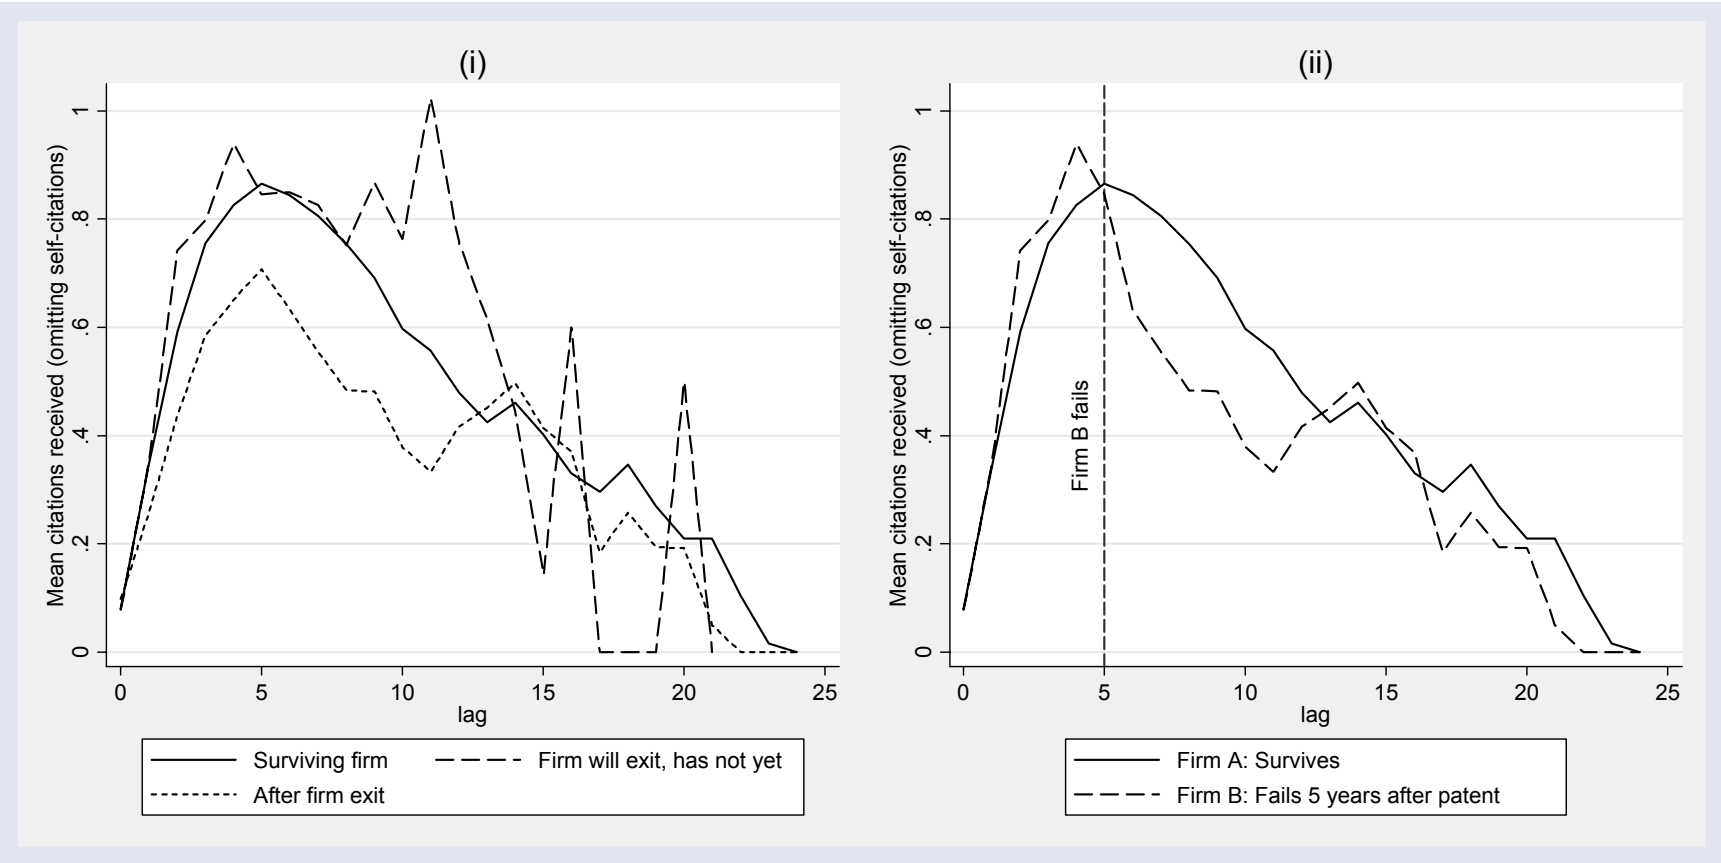 (i)
Mean citations received (omitting self-citations)
1
.8
.6
.4
.2
0
0 5 10 15 20 25
lag
Surviving firm
Firm will exit, has not yet
After firm exit
(ii)
Mean citations received (omitting self-citations)
1
.8
.6
.4
.2
0
Firm B fails
0 5 10 15 20 25
lag
Firm A: Survives
Firm B: Fails 5 years after patent